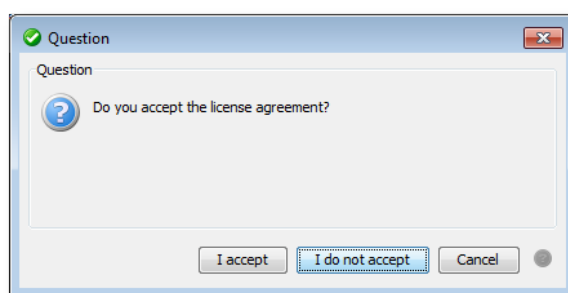 Question
Question
Do you accept the license agreement?
I accept I do not accept Cancel